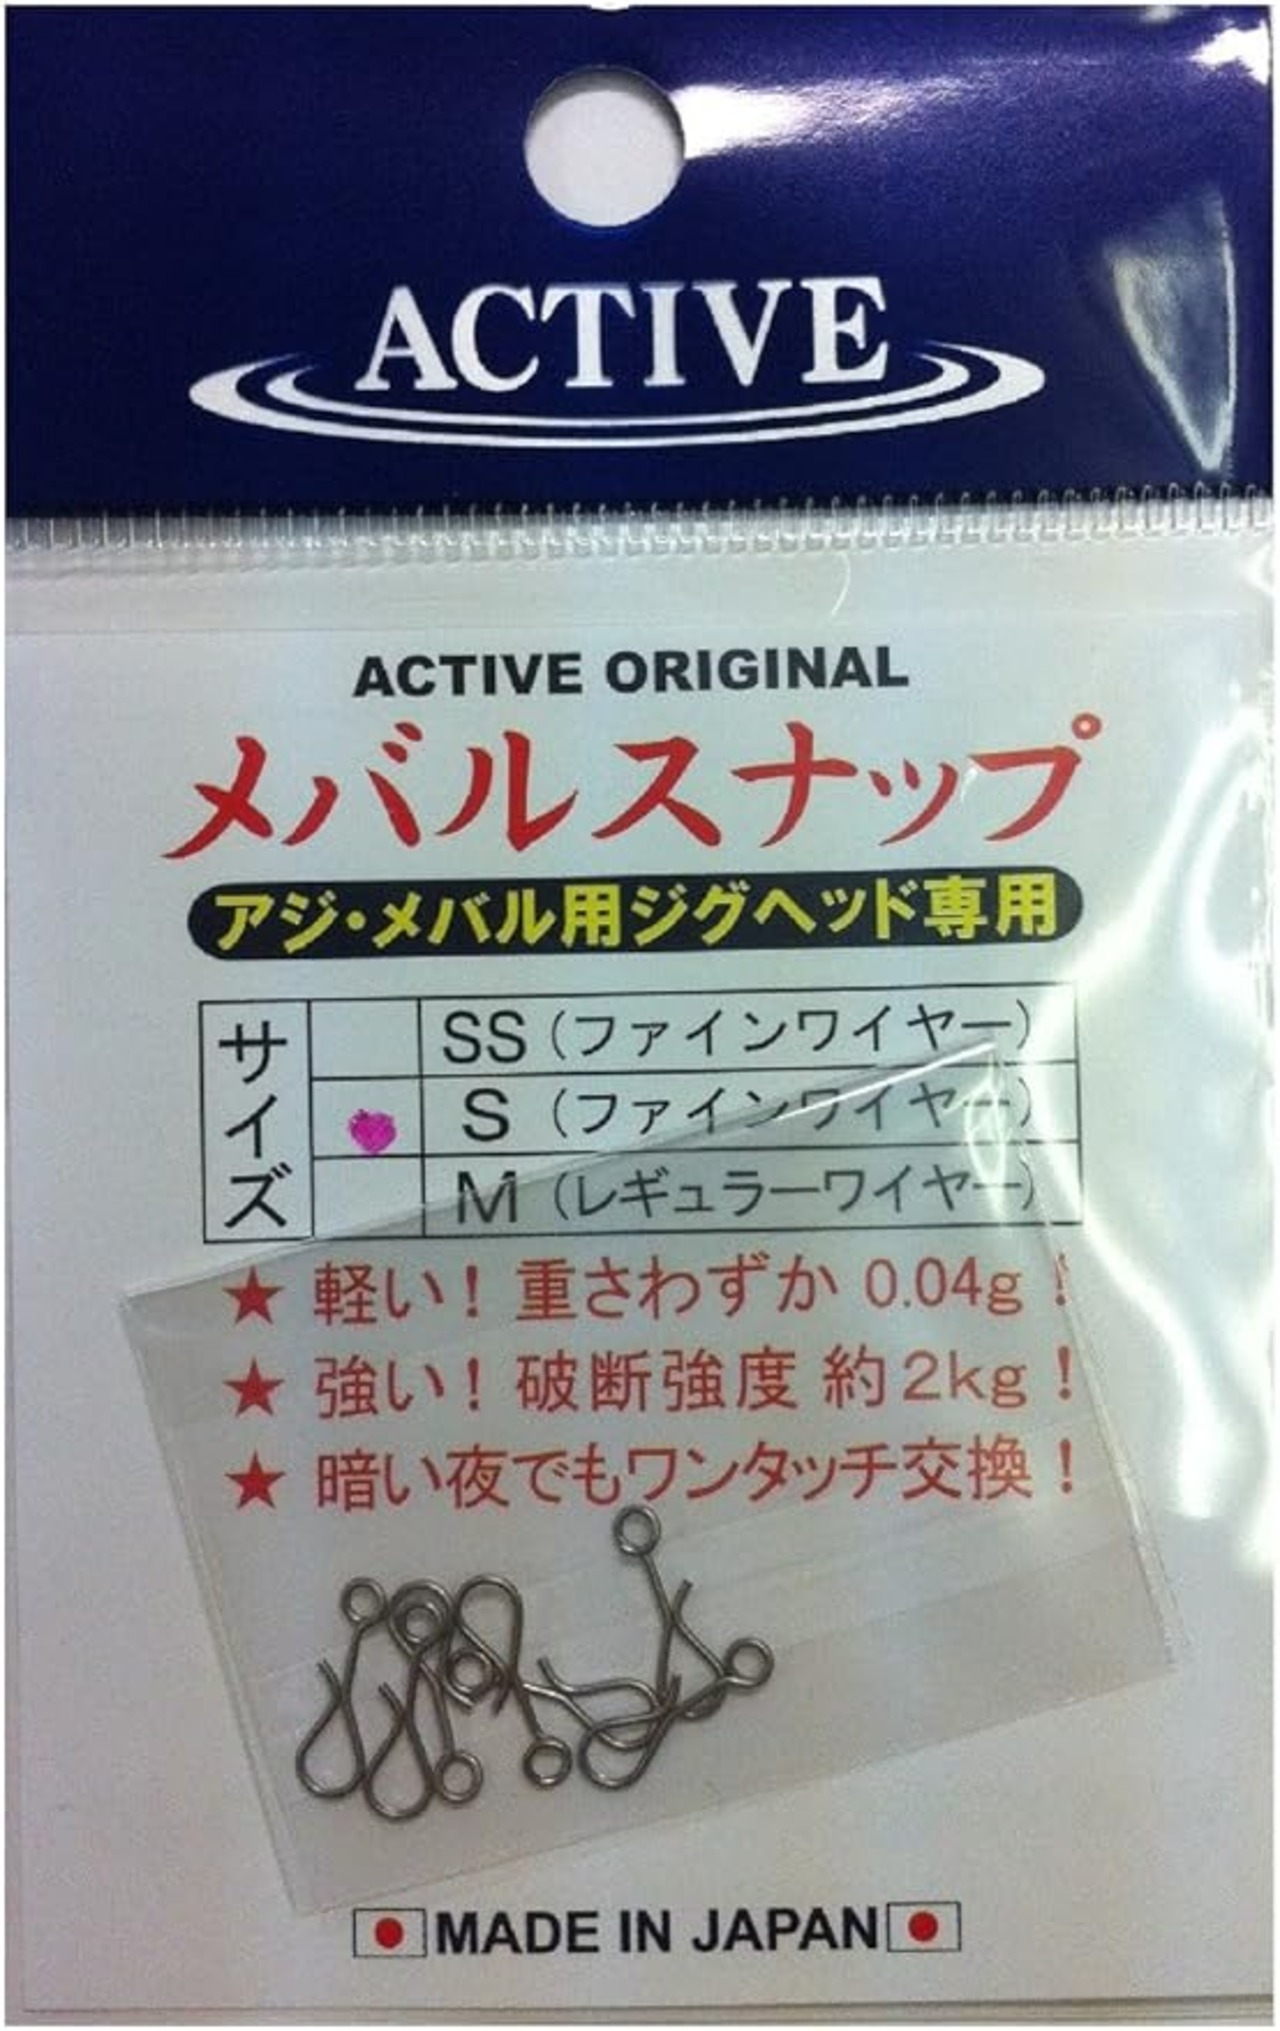 ACTIVE
ACTIVE ORIGINAL
メバルスナップ
アジ・メバル用ジグヘッド専用
サイズ
SS（ファインワイヤー）
S（ファインワイヤー）
M（レギュラーワイヤー）
★ 軽い！重さわずか 0.04g！
★ 強い！破断強度 約2kg！
★ 暗い夜でもワンタッチ交換！
MADE IN JAPAN